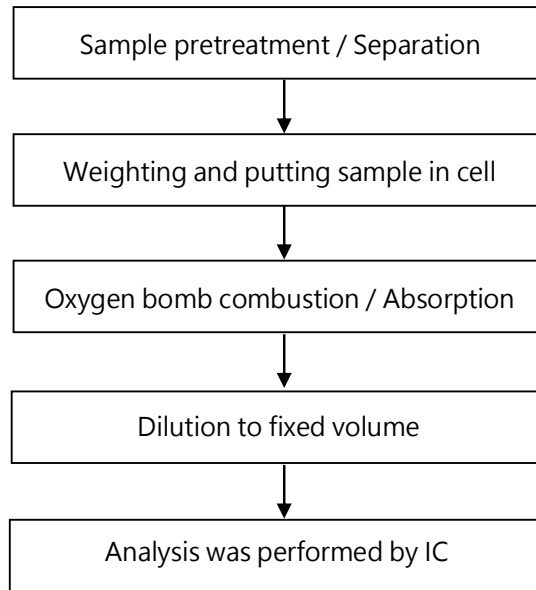 Sample pretreatment / Separation
Weighting and putting sample in cell
Oxygen bomb combustion / Absorption
Dilution to fixed volume
Analysis was performed by IC